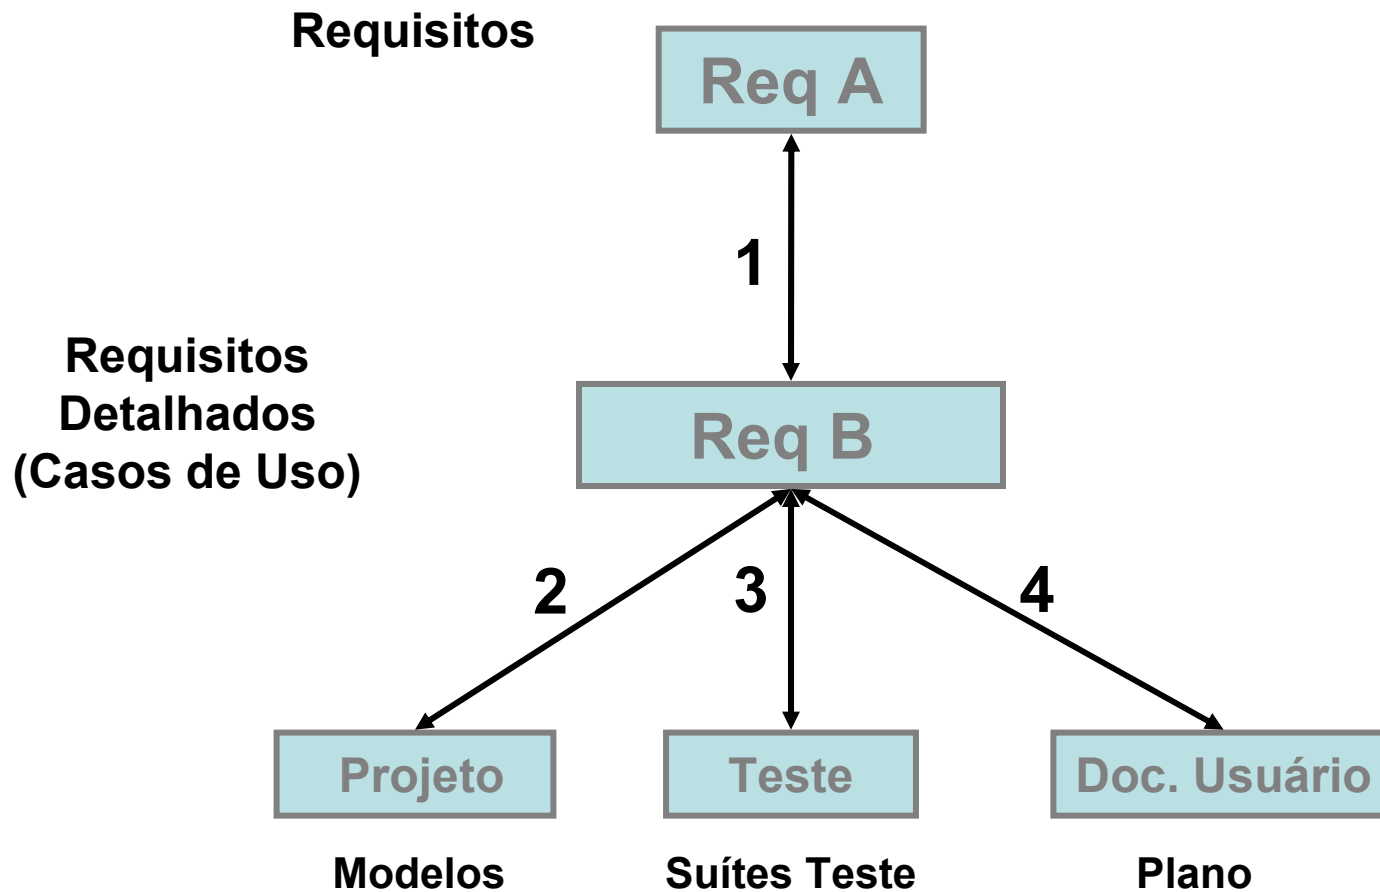 Requisitos
Req A
1
Requisitos
Detalhados
(Casos de Uso)
Req B
2
3
4
Projeto
Teste
Doc. Usuário
Modelos
Suítes Teste
Plano